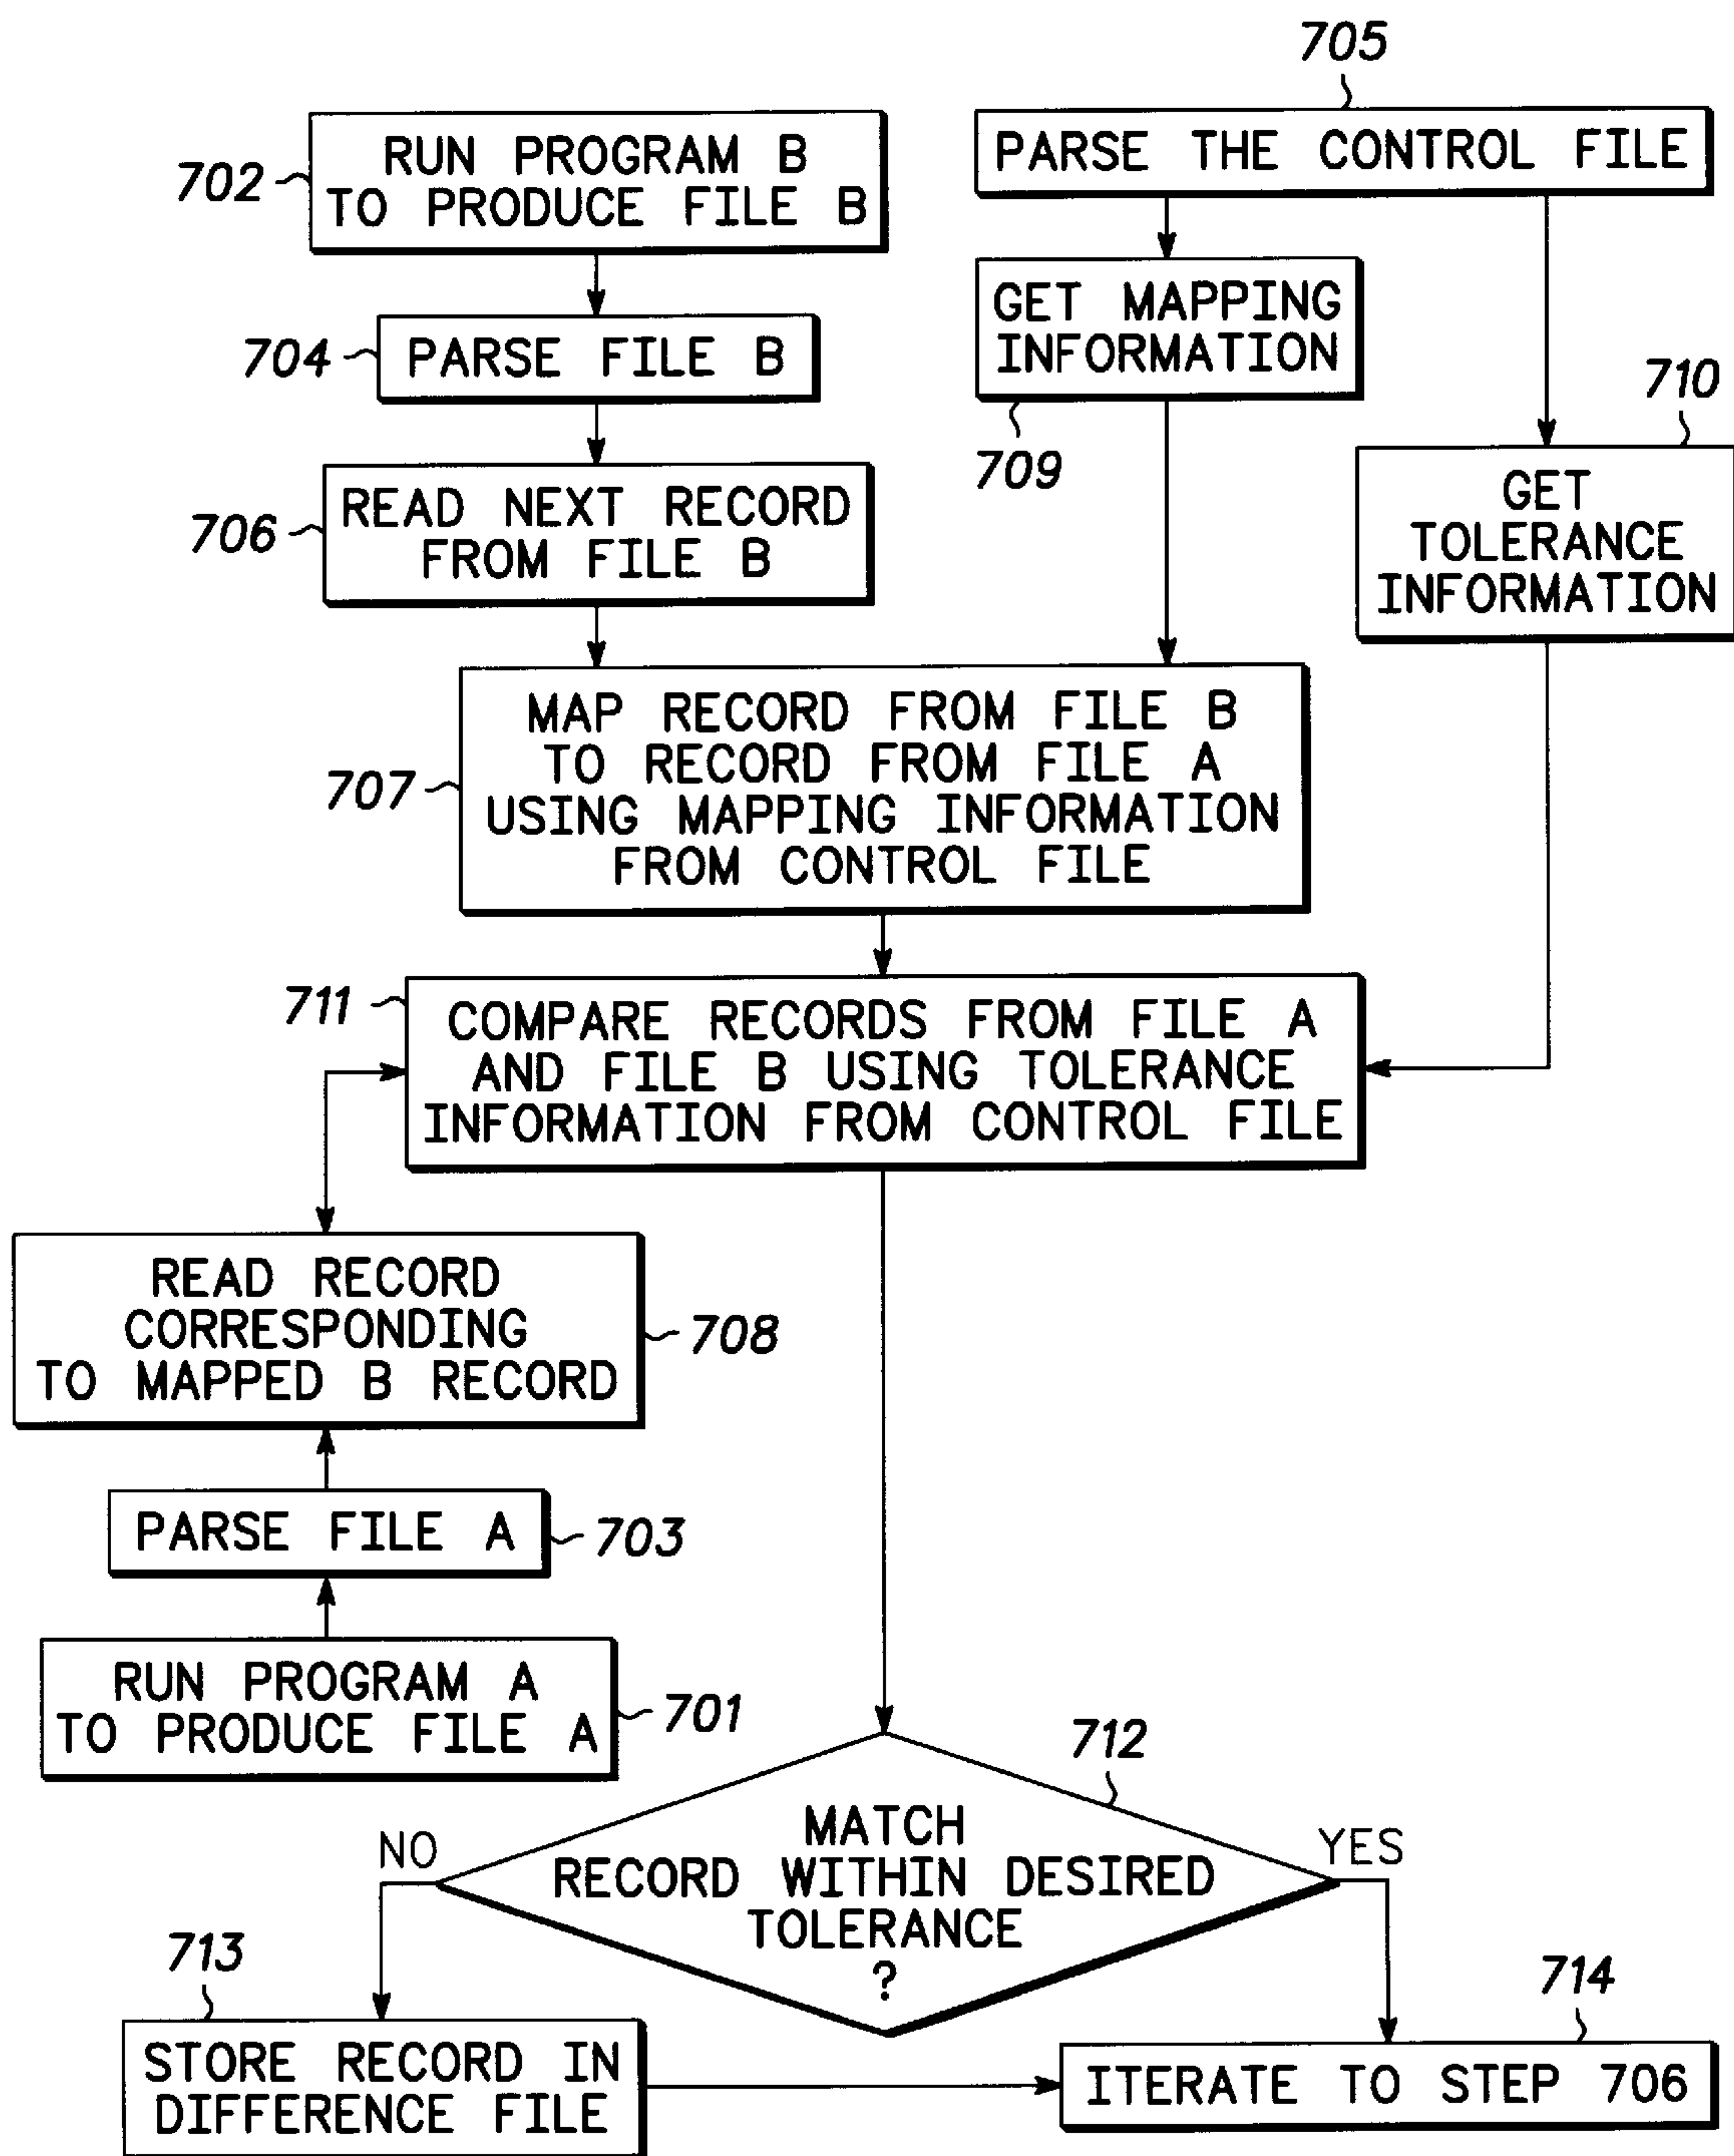 705
702
RUN PROGRAM B
TO PRODUCE FILE B
PARSE THE CONTROL FILE
704
PARSE FILE B
GET MAPPING
INFORMATION
709
710
706
READ NEXT RECORD
FROM FILE B
GET
TOLERANCE
INFORMATION
707
MAP RECORD FROM FILE B
TO RECORD FROM FILE A
USING MAPPING INFORMATION
FROM CONTROL FILE
711
COMPARE RECORDS FROM FILE A
AND FILE B USING TOLERANCE
INFORMATION FROM CONTROL FILE
READ RECORD
CORRESPONDING
TO MAPPED B RECORD
708
PARSE FILE A
703
RUN PROGRAM A
TO PRODUCE FILE A
701
712
MATCH
RECORD WITHIN DESIRED
TOLERANCE
?
NO
YES
713
STORE RECORD IN
DIFFERENCE FILE
714
ITERATE TO STEP 706